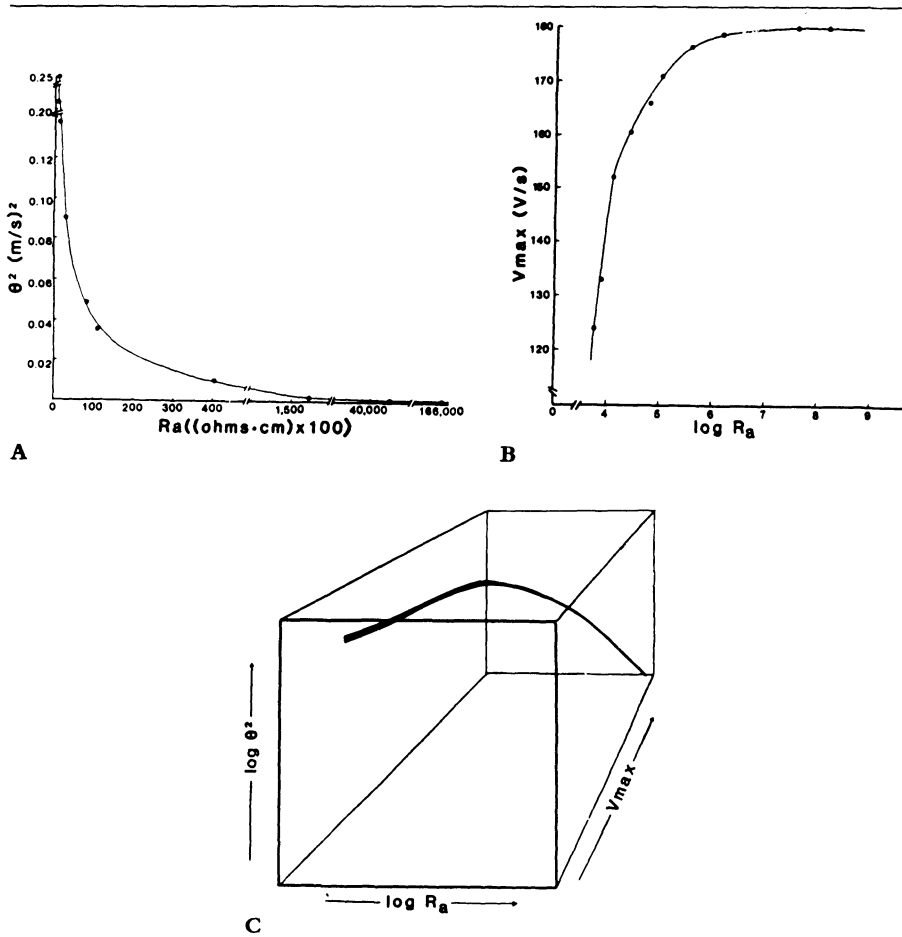 0.25
0.20
0.12
0.10
0.08
0.06
0.04
0.02
θ² (m/s)²
0 100 200 300 400 1,500 40,000 166,000
Ra((ohms·cm)x100)
A
180
170
160
150
140
130
120
Vmax (V/s)
0 4 5 6 7 8 9
log Ra
B
log θ²
log Ra
Vmax
C